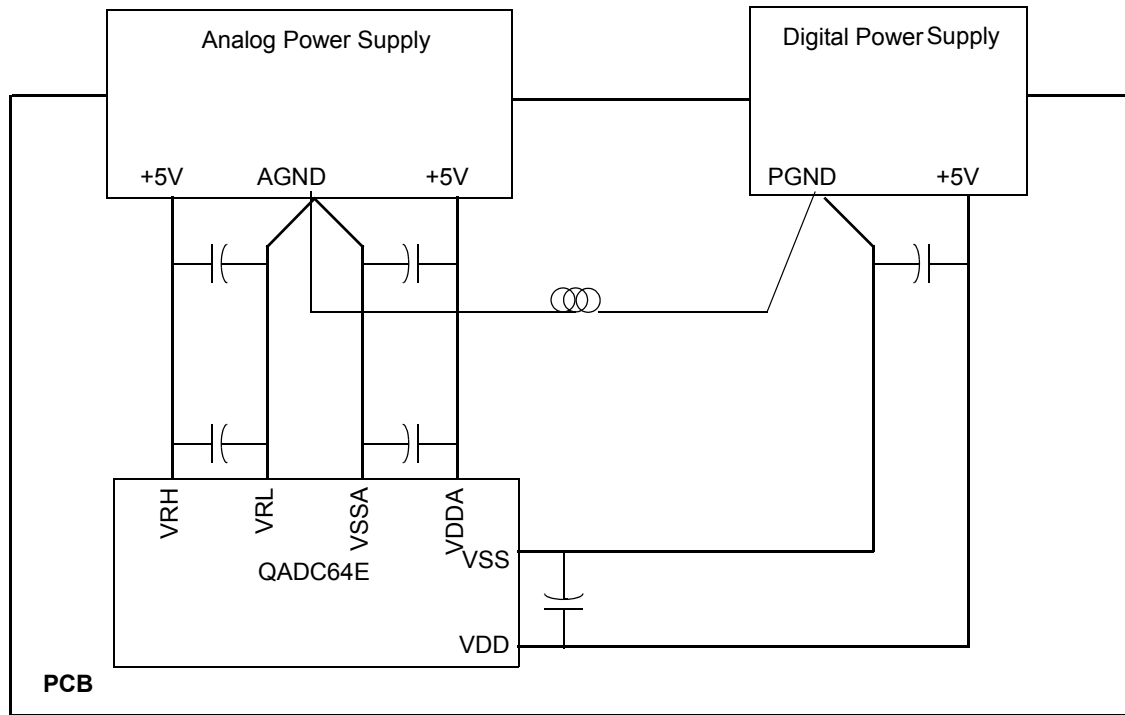 Analog Power Supply
Digital Power Supply
+5V
AGND
+5V
PGND
+5V
VRH
VRL
VSSA
VDDA
VSS
QADC64E
VDD
PCB